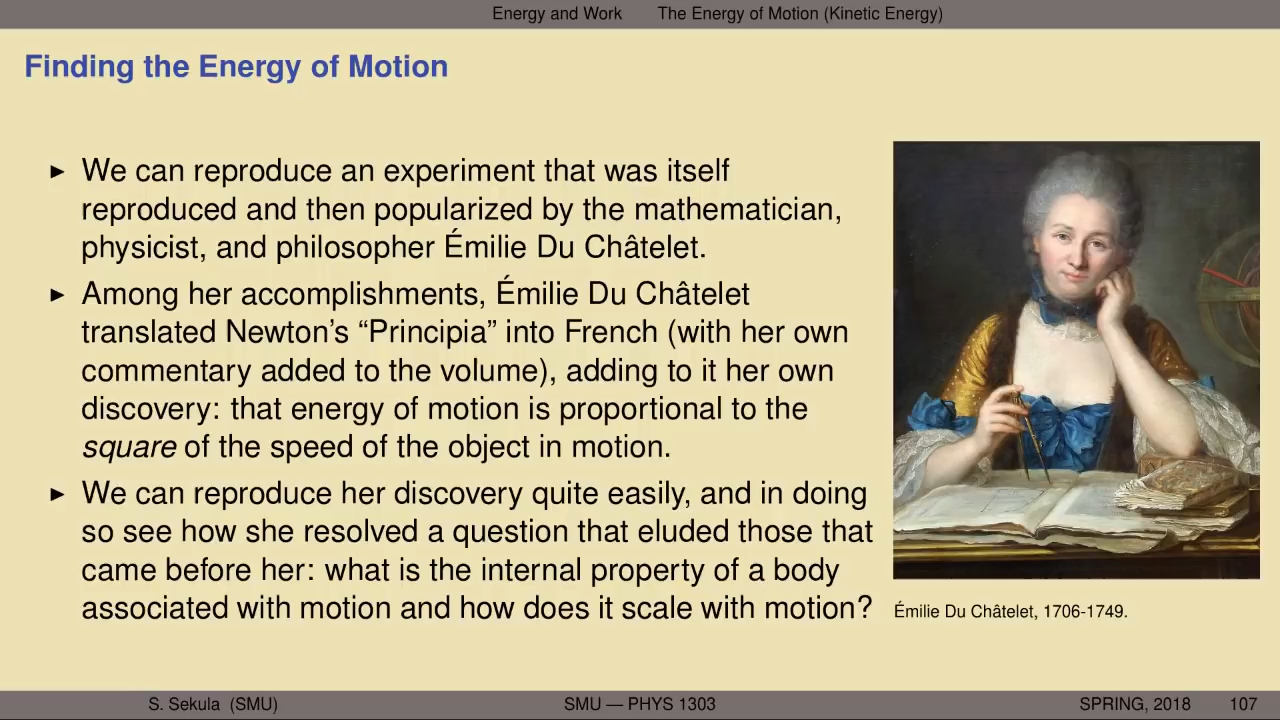 Energy and Work The Energy of Motion (Kinetic Energy)
Finding the Energy of Motion
▶ We can reproduce an experiment that was itself
reproduced and then popularized by the mathematician,
physicist, and philosopher Émilie Du Châtelet.
▶ Among her accomplishments, Émilie Du Châtelet
translated Newton's “Principia” into French (with her own
commentary added to the volume), adding to it her own
discovery: that energy of motion is proportional to the
square of the speed of the object in motion.
▶ We can reproduce her discovery quite easily, and in doing
so see how she resolved a question that eluded those that
came before her: what is the internal property of a body
associated with motion and how does it scale with motion?
Émilie Du Châtelet, 1706-1749.
S. Sekula (SMU) SMU — PHYS 1303 SPRING, 2018 107